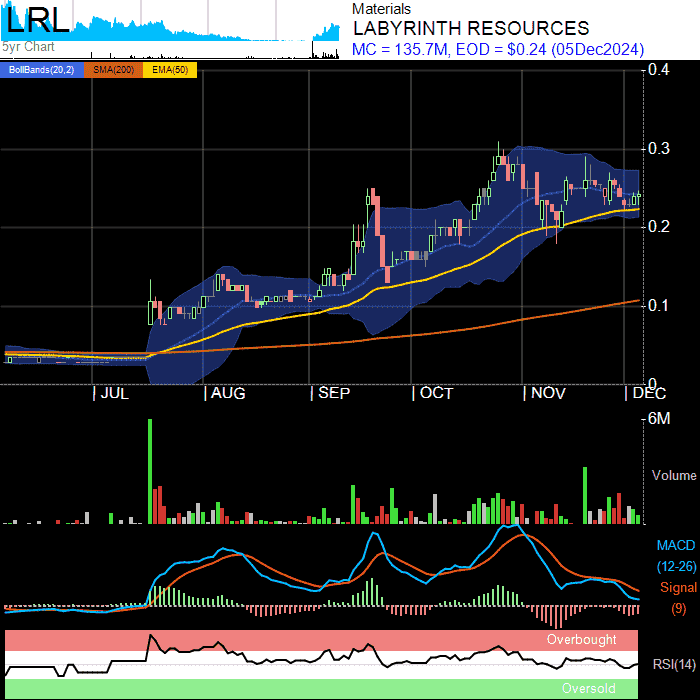 LRL
5yr Chart
Materials
LABYRINTH RESOURCES
MC = 135.7M, EOD = $0.24 (05Dec2024)
BollBands(20,2) SMA(200) EMA(50)
0.4
0.3
0.2
0.1
0
JUL AUG SEP OCT NOV DEC
6M
Volume
MACD
(12-26)
Signal
(9)
Overbought
RSI(14)
Oversold